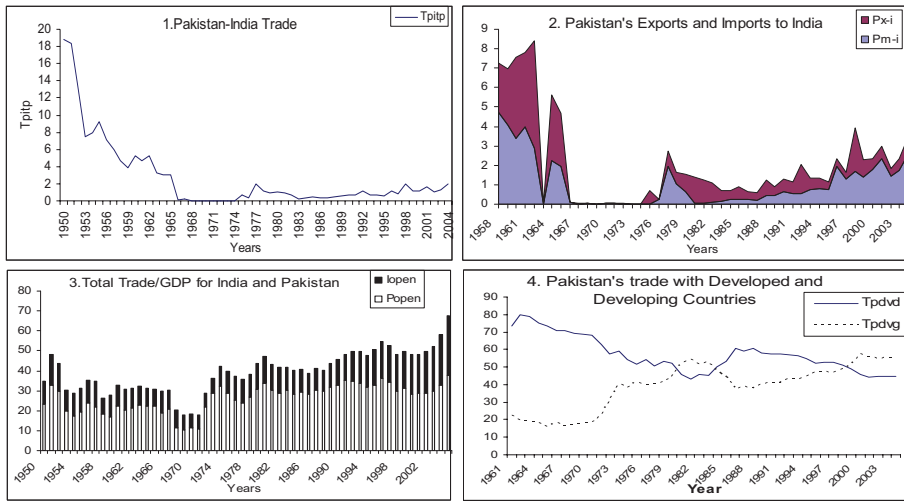 1.Pakistan-India Trade
Tpitp
Tpitp
20
18
16
14
12
10
8
6
4
2
0
1950 1953 1956 1959 1962 1965 1968 1971 1974 1977 1980 1983 1986 1989 1992 1995 1998 2001 2004
Years
2. Pakistan's Exports and Imports to India
Px-i
Pm-i
9
8
7
6
5
4
3
2
1
0
1958 1961 1964 1967 1970 1973 1976 1979 1982 1985 1988 1991 1994 1997 2000 2003
Years
3.Total Trade/GDP for India and Pakistan
Iopen
Popen
80
70
60
50
40
30
20
10
0
1950 1954 1958 1962 1966 1970 1974 1978 1982 1986 1990 1994 1998 2002
Years
4. Pakistan's trade with Developed and
Developing Countries
Tpdvd
Tpdvg
90
80
70
60
50
40
30
20
10
0
1961 1964 1967 1970 1973 1976 1979 1982 1985 1988 1991 1994 1997 2000 2003
Year